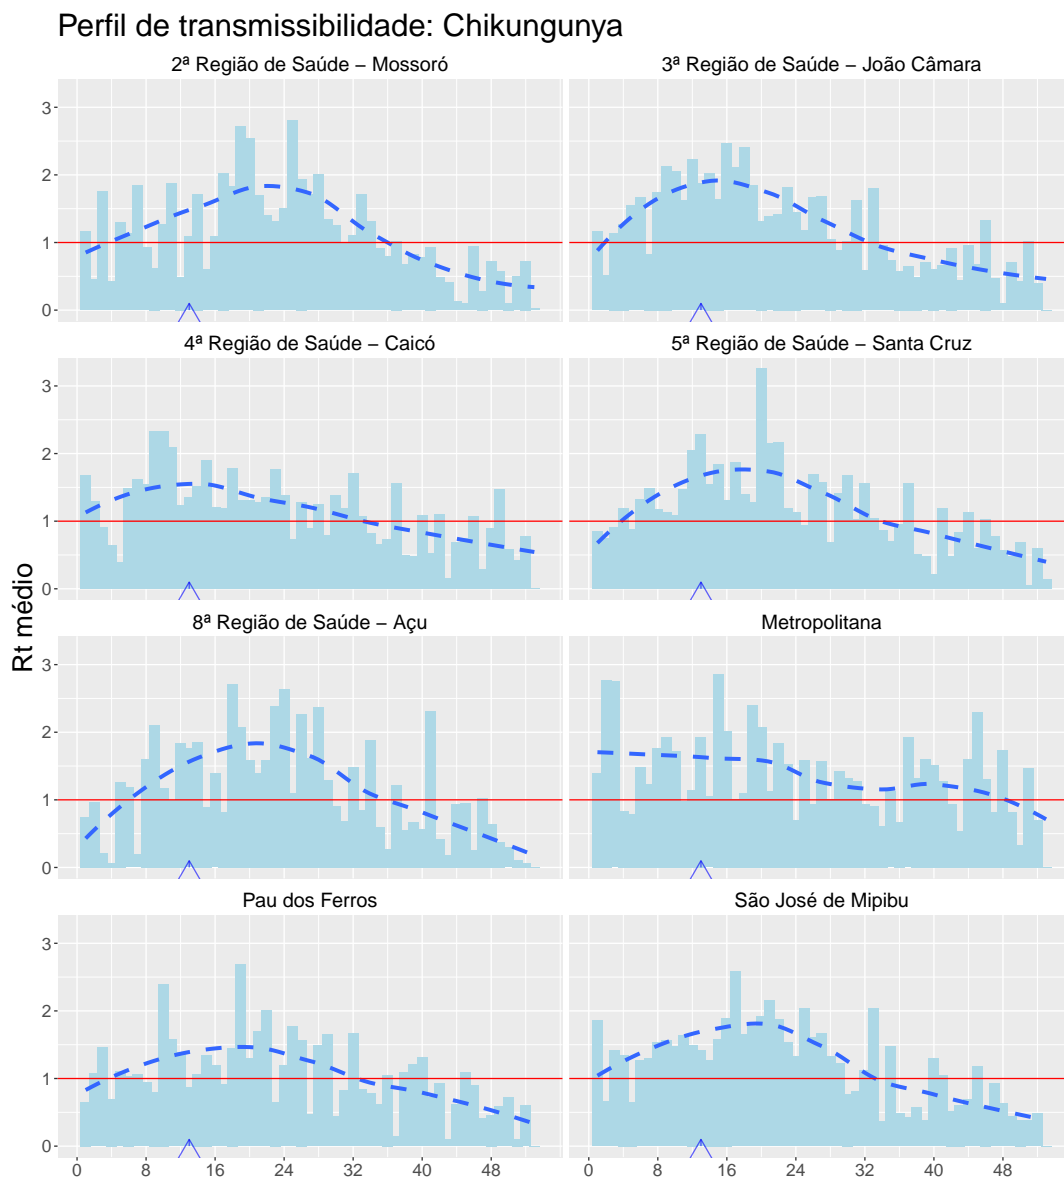 Perfil de transmissibilidade: Chikungunya
2ª Região de Saúde – Mossoró
3ª Região de Saúde – João Câmara
3
2
1
0
4ª Região de Saúde – Caicó
5ª Região de Saúde – Santa Cruz
3
2
1
0
Rt médio
8ª Região de Saúde – Açu
Metropolitana
3
2
1
0
Pau dos Ferros
São José de Mipibu
3
2
1
0
0 8 16 24 32 40 48
0 8 16 24 32 40 48